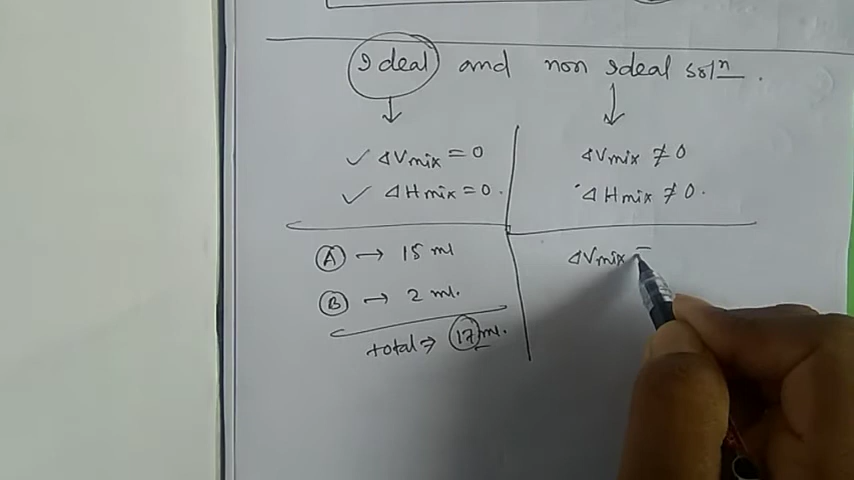 Ideal and non ideal solⁿ.
ΔVmix = 0
ΔHmix = 0.
ΔVmix ≠ 0
ΔHmix ≠ 0.
A → 15 ml
B → 2 ml.
total ⇒ 17 ml.
ΔVmix =